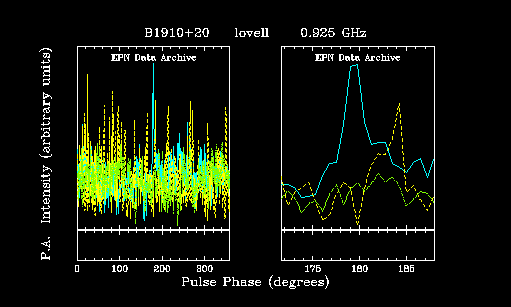 B1910+20 lovell 0.925 GHz
EPN Data Archive EPN Data Archive
P.A. Intensity (arbitrary units)
0 100 200 300 175 180 185
Pulse Phase (degrees)